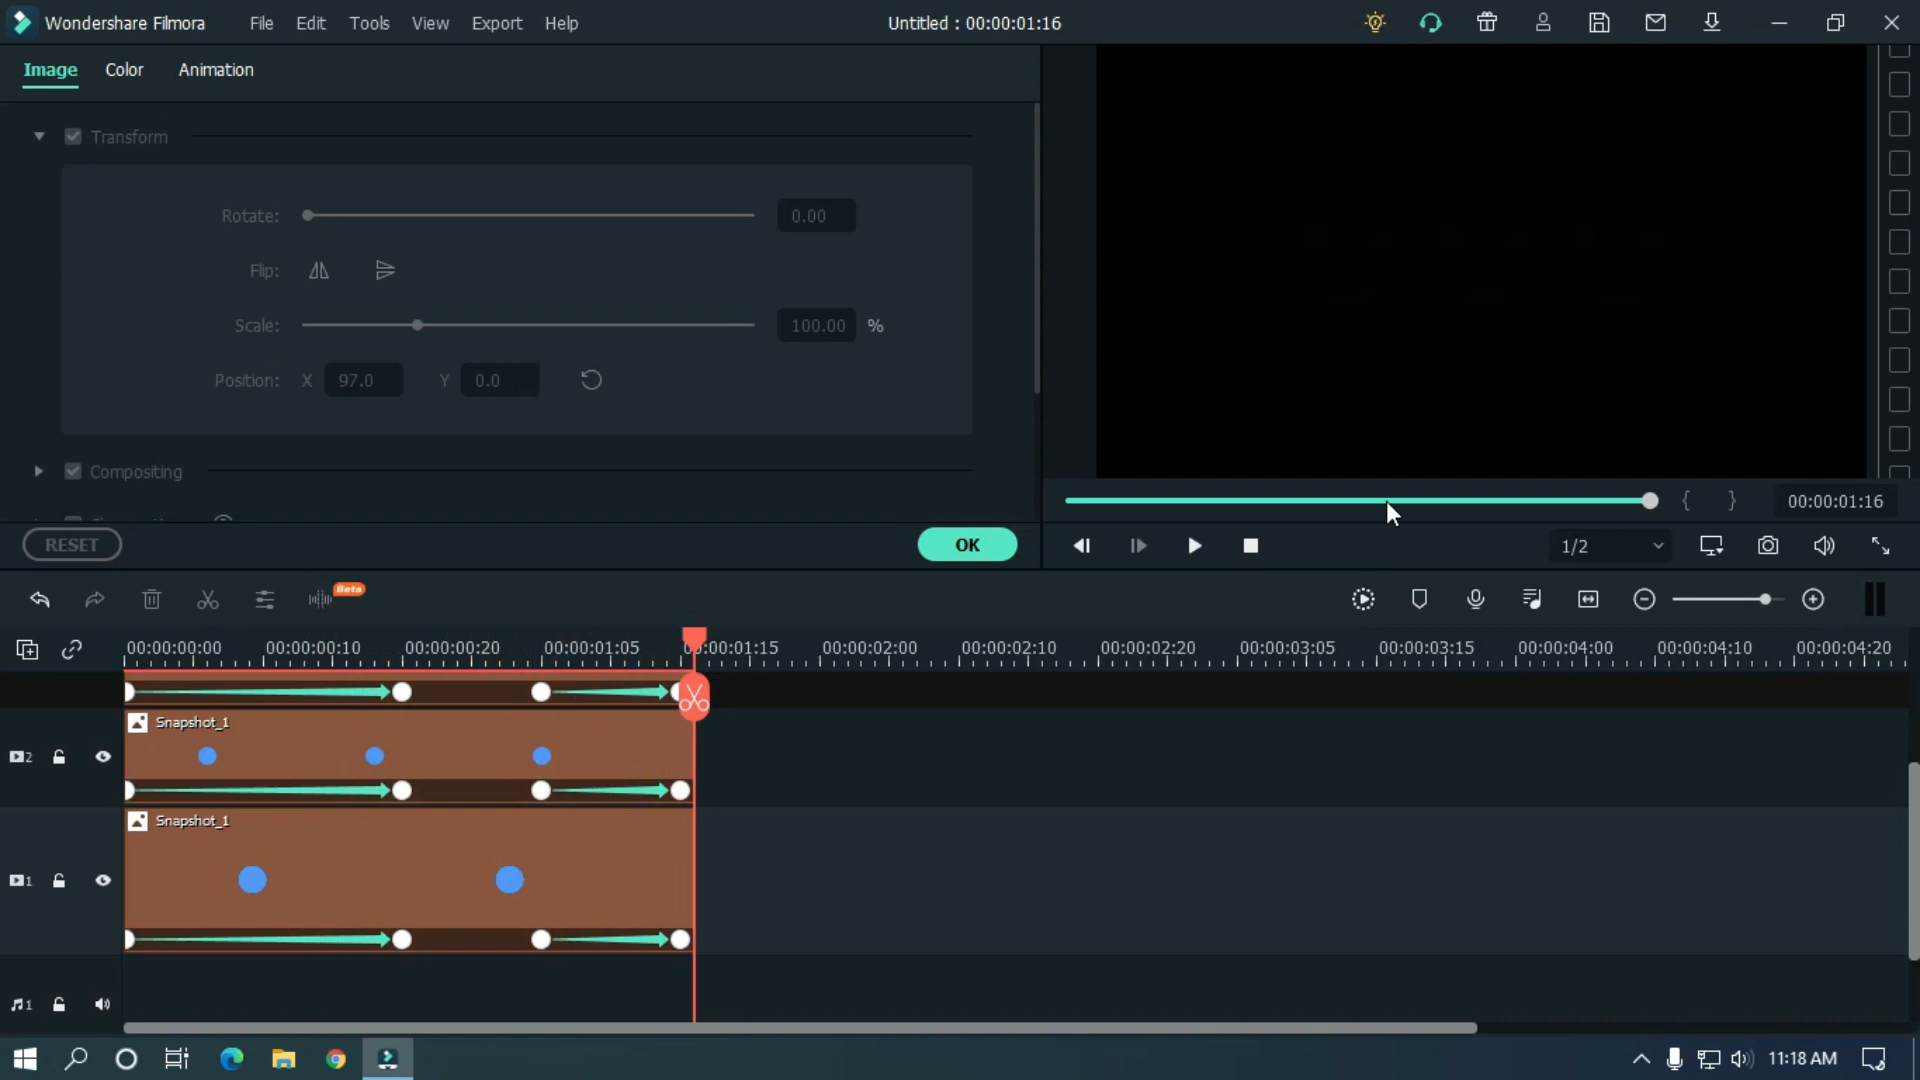 Wondershare Filmora File Edit Tools View Export Help Untitled : 00:00:01:16
Image Color Animation
Transform
Rotate: 0.00
Flip:
Scale: 100.00 %
Position: X 97.0 Y 0.0
Compositing
{ } 00:00:01:16
RESET OK 1/2
Beta
00:00:00:00 00:00:00:10 00:00:00:20 00:00:01:05 00:00:01:15 00:00:02:00 00:00:02:10 00:00:02:20 00:00:03:05 00:00:03:15 00:00:04:00 00:00:04:10 00:00:04:20
Snapshot_1
2
Snapshot_1
1
1
11:18 AM